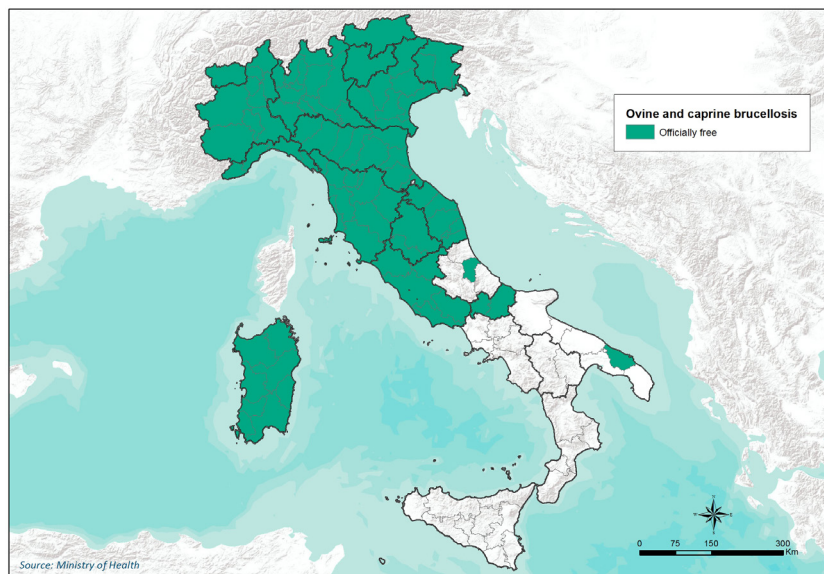 Ovine and caprine brucellosis
Officially free
0 75 150 300
Km
Source: Ministry of Health